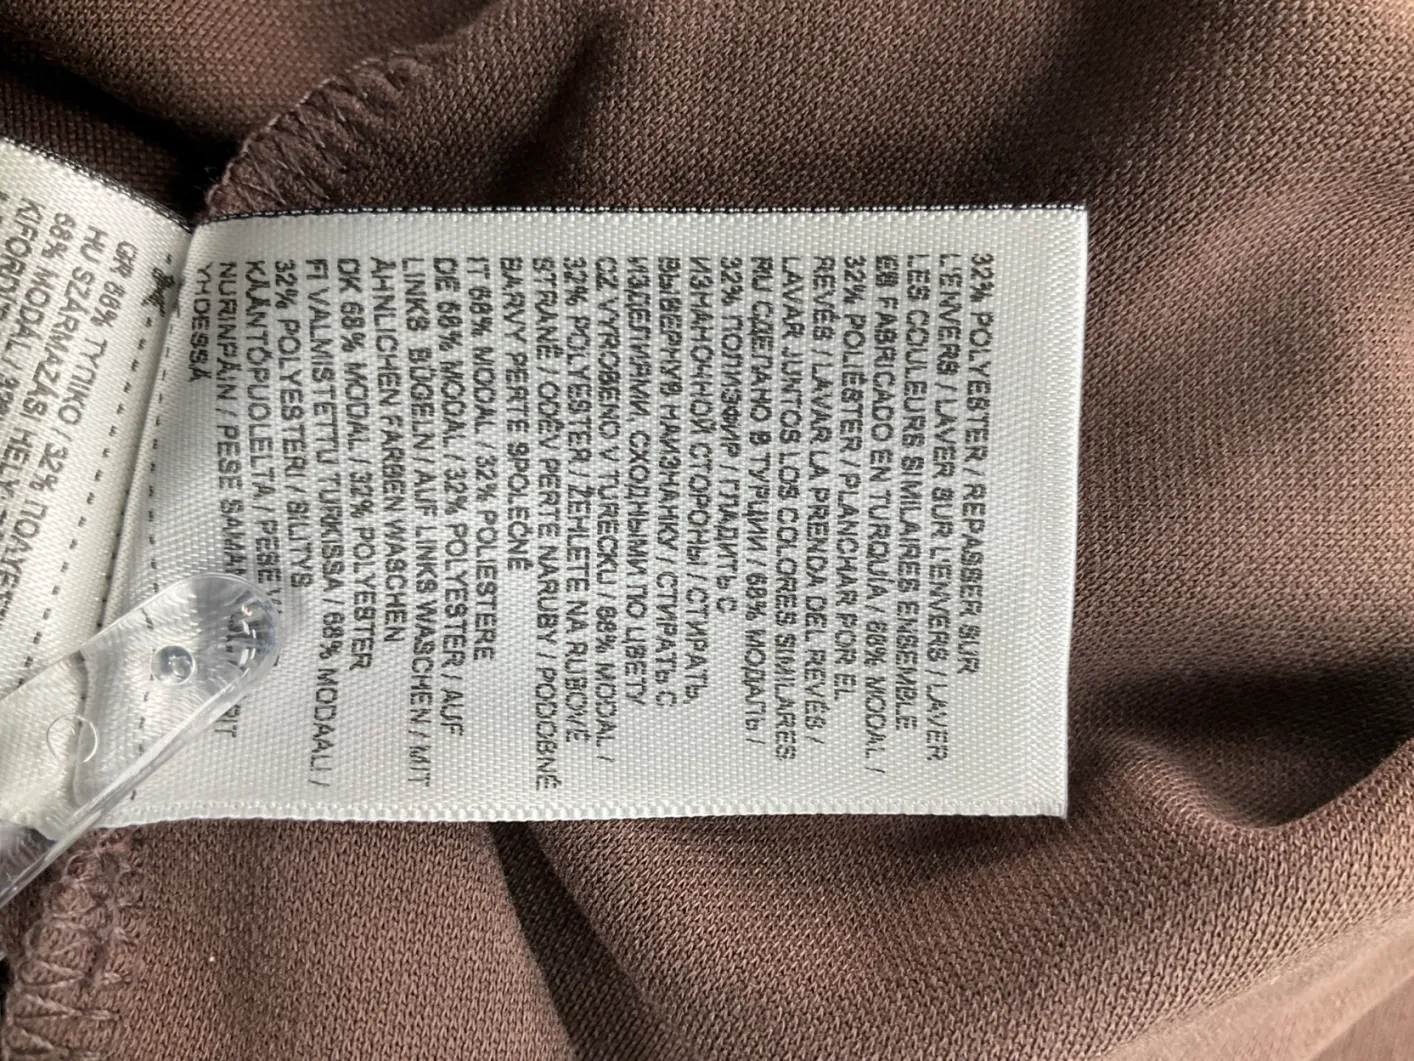 32% POLYESTER / REPASSER SUR
L'ENVERS / LAVER SUR L'ENVERS / LAVER
LES COULEURS SIMILAIRES ENSEMBLE
ES FABRICADO EN TURQUÍA / 68% MODAL /
32% POLIÉSTER / PLANCHAR POR EL
REVÉS / LAVAR LA PRENDA DEL REVÉS /
LAVAR JUNTOS LOS COLORES SIMILARES
RU СДЕЛАНО В ТУРЦИИ / 68% МОДАЛЬ /
32% ПОЛИЭФИР / ГЛАДИТЬ С
ИЗНАНОЧНОЙ СТОРОНЫ / СТИРАТЬ,
ВЫВЕРНУВ НАИЗНАНКУ / СТИРАТЬ С
ИЗДЕЛИЯМИ, СХОДНЫМИ ПО ЦВЕТУ
CZ VYROBENO V TURECKU / 68% MODAL /
32% POLYESTER / ŽEHLETE NA RUBOVÉ
STRANĚ / ODĚV PERTE NARUBY / PODOBNÉ
BARVY PERTE SPOLEČNĚ
IT 68% MODAL / 32% POLIESTERE
DE 68% MODAL / 32% POLYESTER / AUF
LINKS BÜGELN / AUF LINKS WASCHEN / MIT
ÄHNLICHEN FARBEN WASCHEN
DK 68% MODAL / 32% POLYESTER
FI VALMISTETTU TURKISSA / 68% MODAALI /
32% POLYESTERI / SILITYS
KÄÄNTÖPUOLELTA / PESE
NURINPÄIN / PESE
YHDESSÄ
GR 68% ΤΥΠΙΚΟ / 32%
HU SZÁRMAZÁSI
68% MODAL /